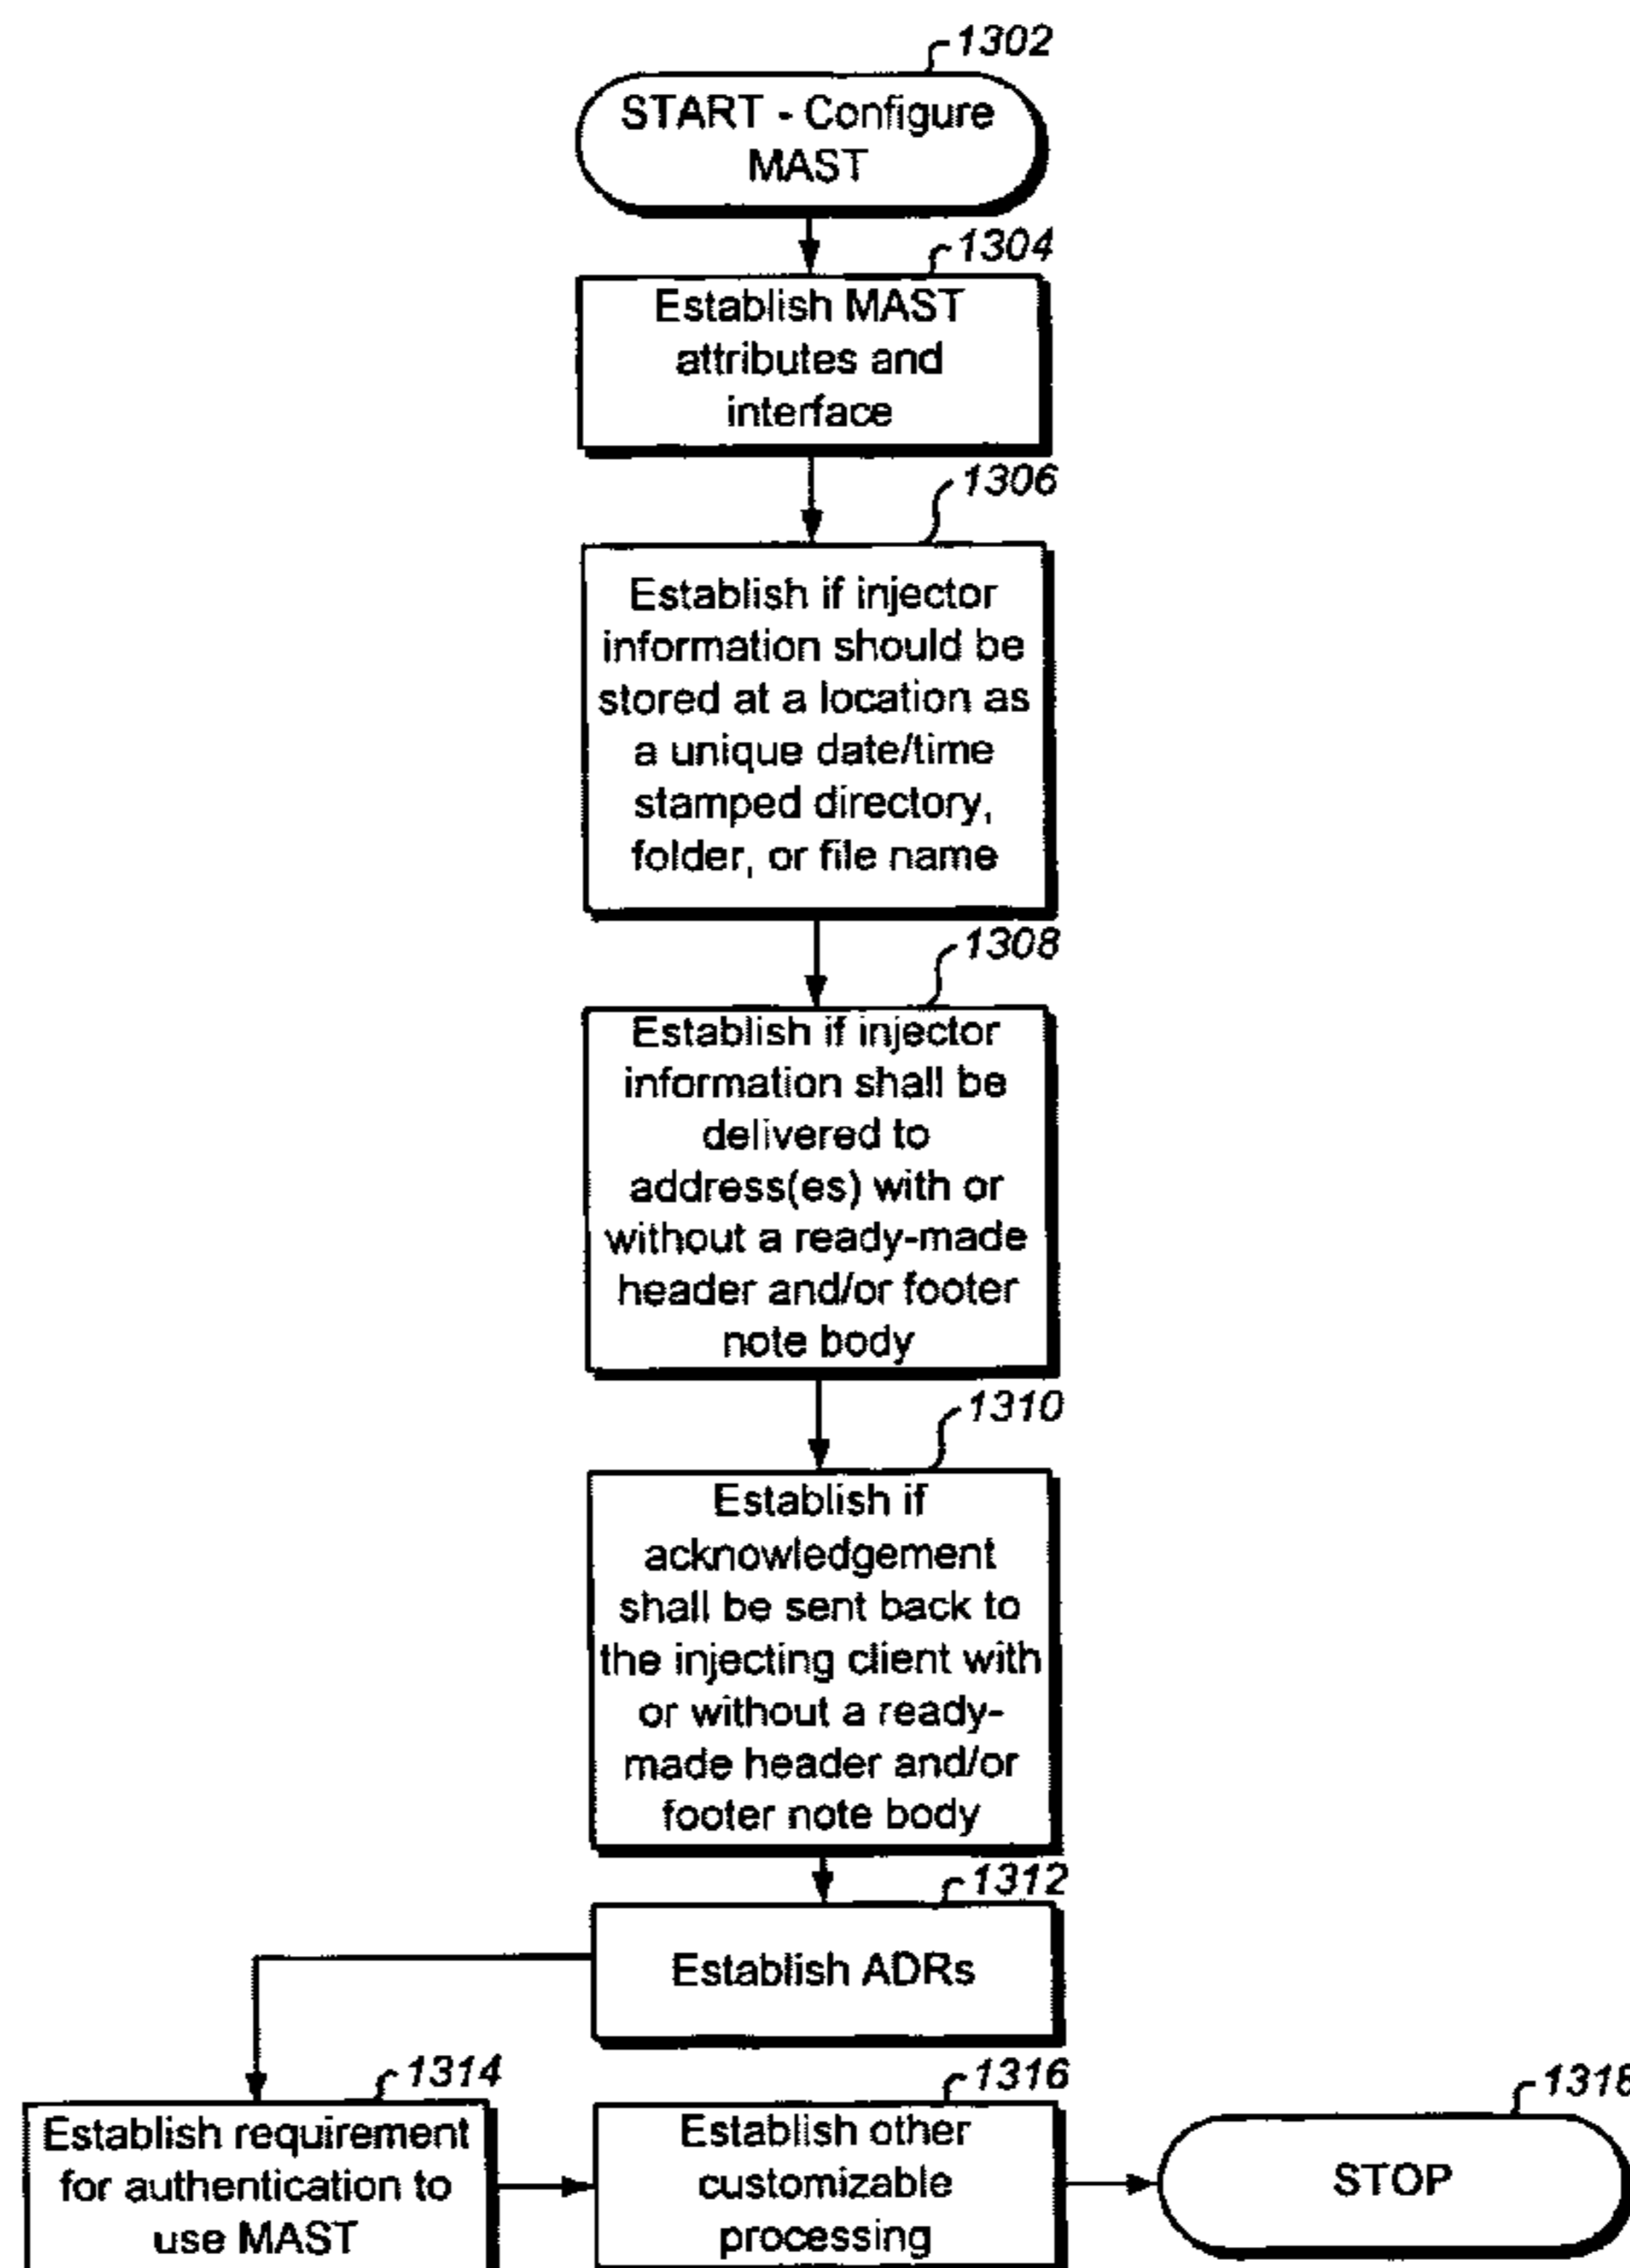 1302
START - Configure
MAST
1304
Establish MAST
attributes and
interface
1306
Establish if injector
information should be
stored at a location as
a unique date/time
stamped directory,
folder, or file name
1308
Establish if injector
information shall be
delivered to
address(es) with or
without a ready-made
header and/or footer
note body
1310
Establish if
acknowledgement
shall be sent back to
the injecting client with
or without a ready-
made header and/or
footer note body
1312
Establish ADRs
1314
Establish requirement
for authentication to
use MAST
1316
Establish other
customizable
processing
1318
STOP